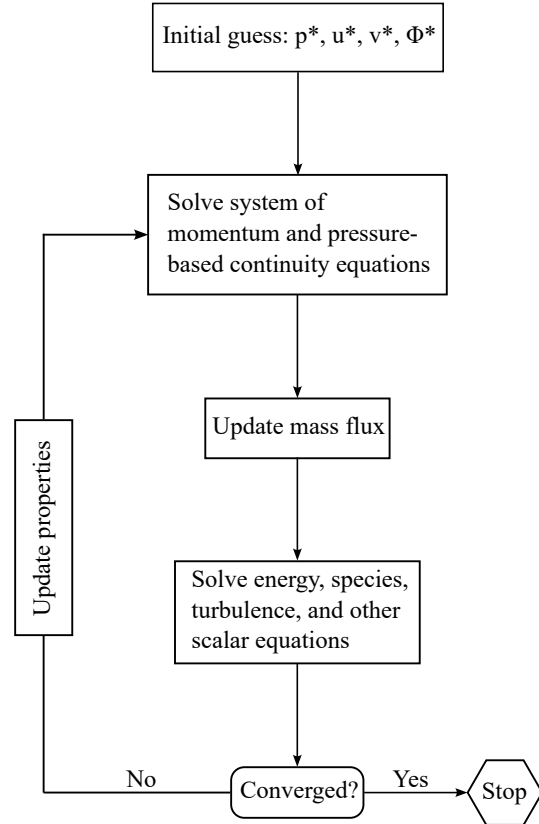 Initial guess: p*, u*, v*, Φ*
Solve system of
momentum and pressure-
based continuity equations
Update mass flux
Update properties
Solve energy, species,
turbulence, and other
scalar equations
No
Converged?
Yes
Stop